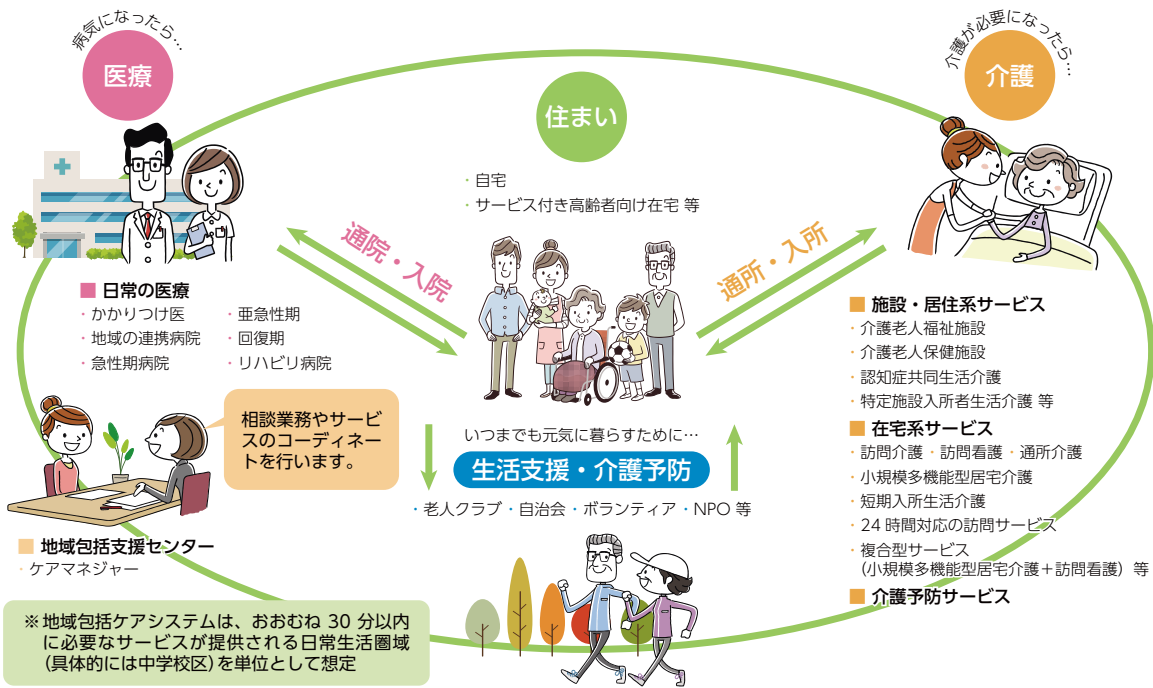 病気になったら…
医療
住まい
介護が必要になったら…
介護
・自宅
・サービス付き高齢者向け在宅 等
通院・入院
通所・入所
■ 日常の医療
・かかりつけ医
・地域の連携病院
・急性期病院
・亜急性期
・回復期
・リハビリ病院
相談業務やサービ
スのコーディネー
トを行います。
■ 地域包括支援センター
・ケアマネジャー
いつまでも元気に暮らすために…
生活支援・介護予防
・老人クラブ・自治会・ボランティア・NPO 等
■ 施設・居住系サービス
・介護老人福祉施設
・介護老人保健施設
・認知症共同生活介護
・特定施設入所者生活介護 等
■ 在宅系サービス
・訪問介護・訪問看護・通所介護
・小規模多機能型居宅介護
・短期入所生活介護
・24 時間対応の訪問サービス
・複合型サービス
（小規模多機能型居宅介護＋訪問看護）等
■ 介護予防サービス
※地域包括ケアシステムは、おおむね 30 分以内
に必要なサービスが提供される日常生活圏域
（具体的には中学校区）を単位として想定